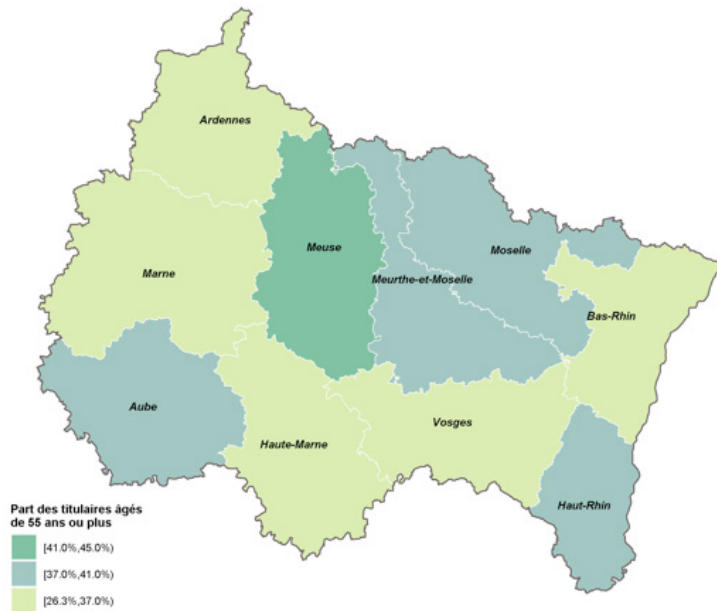 Ardennes
Meuse
Moselle
Marne
Meurthe-et-Moselle
Bas-Rhin
Aube
Vosges
Haute-Marne
Haut-Rhin
Part des titulaires âgés
de 55 ans ou plus
[41.0%,45.0%)
[37.0%,41.0%)
[26.3%,37.0%)